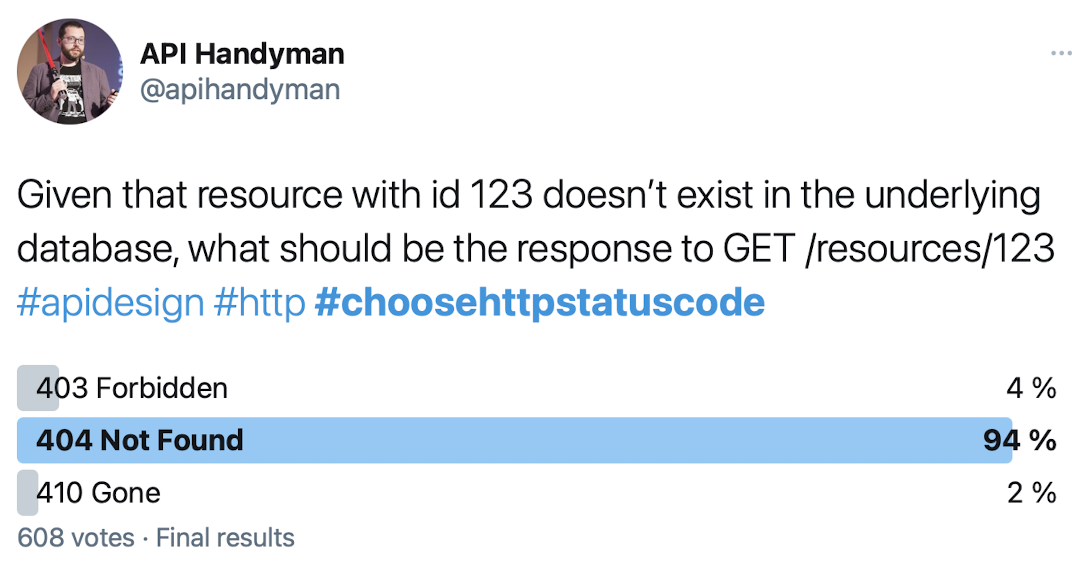 API Handyman
@apihandyman
Given that resource with id 123 doesn’t exist in the underlying
database, what should be the response to GET /resources/123
#apidesign #http #choosehttpstatuscode
403 Forbidden 4 %
404 Not Found 94 %
410 Gone 2 %
608 votes · Final results